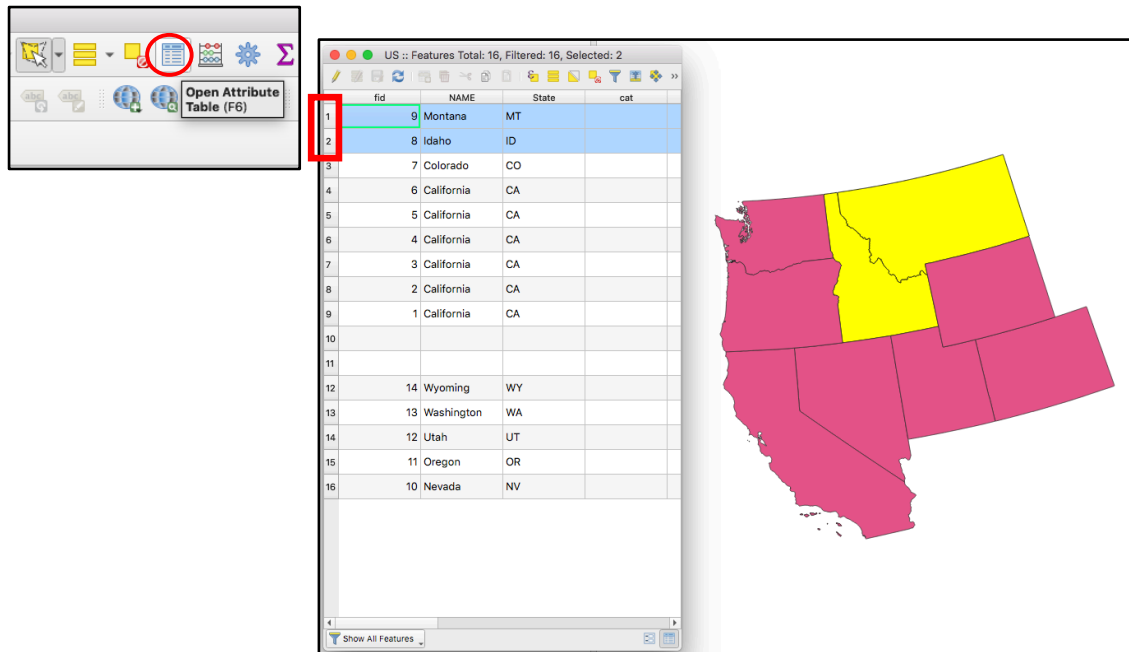 abc
abc
Open Attribute
Table (F6)
US :: Features Total: 16, Filtered: 16, Selected: 2
fid NAME State cat
1 9 Montana MT
2 8 Idaho ID
3 7 Colorado CO
4 6 California CA
5 5 California CA
6 4 California CA
7 3 California CA
8 2 California CA
9 1 California CA
10
11
12 14 Wyoming WY
13 13 Washington WA
14 12 Utah UT
15 11 Oregon OR
16 10 Nevada NV
Show All Features